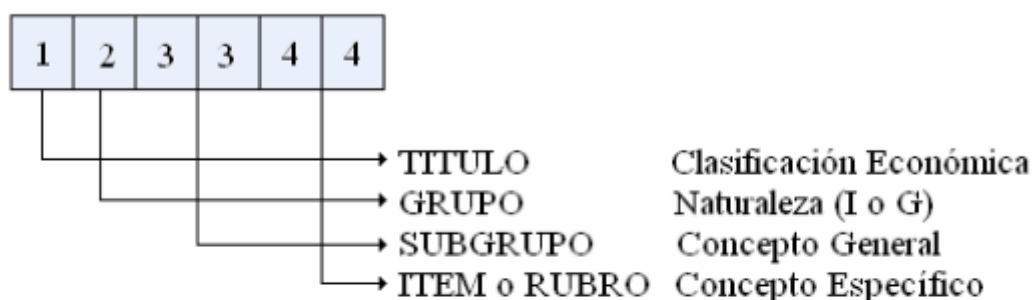 1 2 3 3 4 4
TITULO Clasificación Económica
GRUPO Naturaleza (I o G)
SUBGRUPO Concepto General
ITEM o RUBRO Concepto Específico